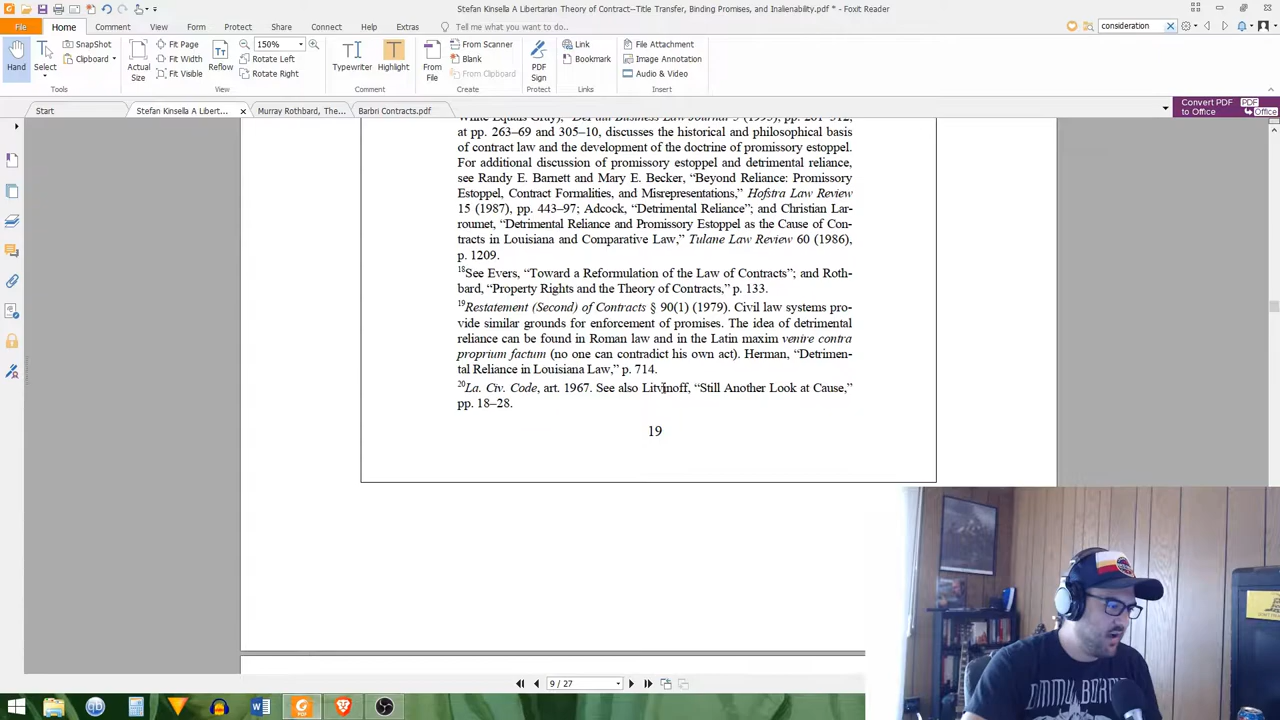 Stefan Kinsella A Libertarian Theory of Contract--Title Transfer, Binding Promises, and Inalienability.pdf * - Foxit Reader
File Home Comment View Form Protect Share Connect Help Extras Tell me what you want to do... consideration
Hand Select SnapShot Clipboard Actual Size Fit Page Fit Width Fit Visible Reflow 150% Rotate Left Rotate Right Typewriter Highlight From File From Scanner Blank From Clipboard PDF Sign Link Bookmark File Attachment Image Annotation Audio & Video
Tools View Comment Create Protect Links Insert
Start Stefan Kinsella A Libert... Murray Rothbard, The... Barbri Contracts.pdf Convert PDF to Office
at pp. 263–69 and 305–10, discusses the historical and philosophical basis
of contract law and the development of the doctrine of promissory estoppel.
For additional discussion of promissory estoppel and detrimental reliance,
see Randy E. Barnett and Mary E. Becker, “Beyond Reliance: Promissory
Estoppel, Contract Formalities, and Misrepresentations,” Hofstra Law Review
15 (1987), pp. 443–97; Adcock, “Detrimental Reliance”; and Christian Lar-
roumet, “Detrimental Reliance and Promissory Estoppel as the Cause of Con-
tracts in Louisiana and Comparative Law,” Tulane Law Review 60 (1986),
p. 1209.
18See Evers, “Toward a Reformulation of the Law of Contracts”; and Roth-
bard, “Property Rights and the Theory of Contracts,” p. 133.
19Restatement (Second) of Contracts § 90(1) (1979). Civil law systems pro-
vide similar grounds for enforcement of promises. The idea of detrimental
reliance can be found in Roman law and in the Latin maxim venire contra
proprium factum (no one can contradict his own act). Herman, “Detrimen-
tal Reliance in Louisiana Law,” p. 714.
20La. Civ. Code, art. 1967. See also Litvinoff, “Still Another Look at Cause,”
pp. 18–28.
19
9 / 27